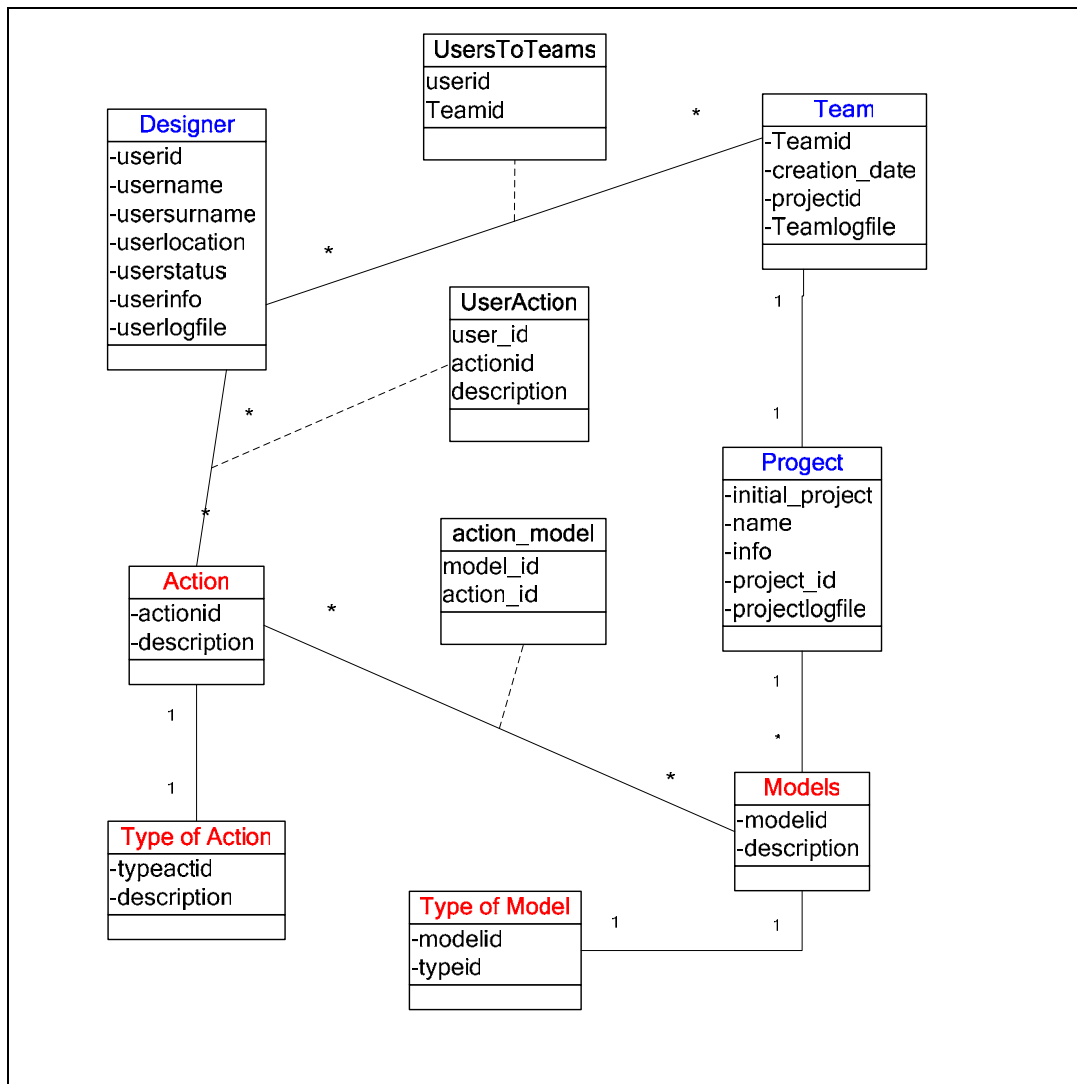 UsersToTeams
userid
Teamid
*
Team
-Teamid
-creation_date
-projectid
-Teamlogfile
Designer
-userid
-username
-usersurname
-userlocation
-userstatus
-userinfo
-userlogfile
*
UserAction
user_id
actionid
description
1
*
1
Progect
-initial_project
-name
-info
-project_id
-projectlogfile
*
action_model
model_id
action_id
Action
-actionid
-description
*
1
1
*
*
1
Models
-modelid
-description
Type of Action
-typeactid
-description
Type of Model
-modelid
-typeid
1
1